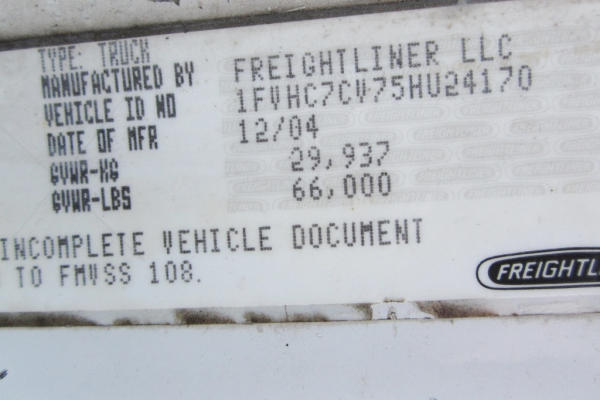 TYPE: TRUCK
MANUFACTURED BY FREIGHTLINER LLC
VEHICLE ID NO 1FVHC7CV75HU24170
DATE OF MFR 12/04
GVWR-KG 29,937
GVWR-LBS 66,000
INCOMPLETE VEHICLE DOCUMENT
TO FMVSS 108.
FREIGHTL